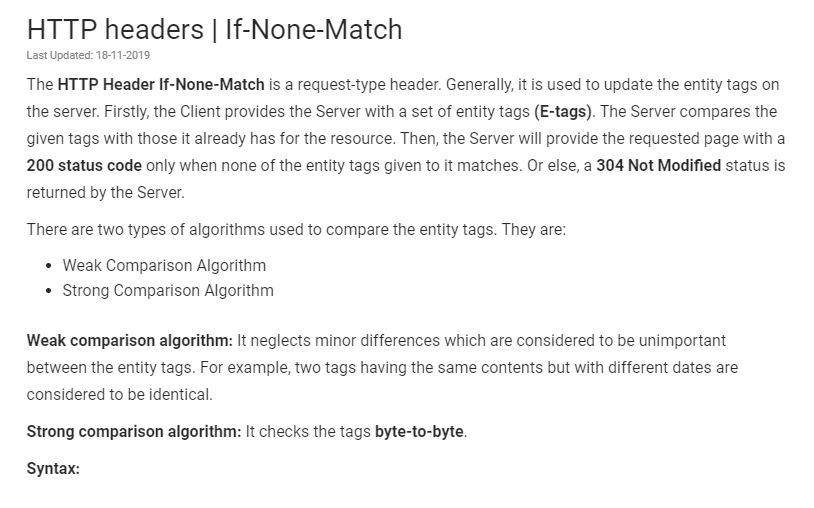 HTTP headers | If-None-Match
Last Updated: 18-11-2019
The HTTP Header If-None-Match is a request-type header. Generally, it is used to update the entity tags on
the server. Firstly, the Client provides the Server with a set of entity tags (E-tags). The Server compares the
given tags with those it already has for the resource. Then, the Server will provide the requested page with a
200 status code only when none of the entity tags given to it matches. Or else, a 304 Not Modified status is
returned by the Server.
There are two types of algorithms used to compare the entity tags. They are:
• Weak Comparison Algorithm
• Strong Comparison Algorithm
Weak comparison algorithm: It neglects minor differences which are considered to be unimportant
between the entity tags. For example, two tags having the same contents but with different dates are
considered to be identical.
Strong comparison algorithm: It checks the tags byte-to-byte.
Syntax: